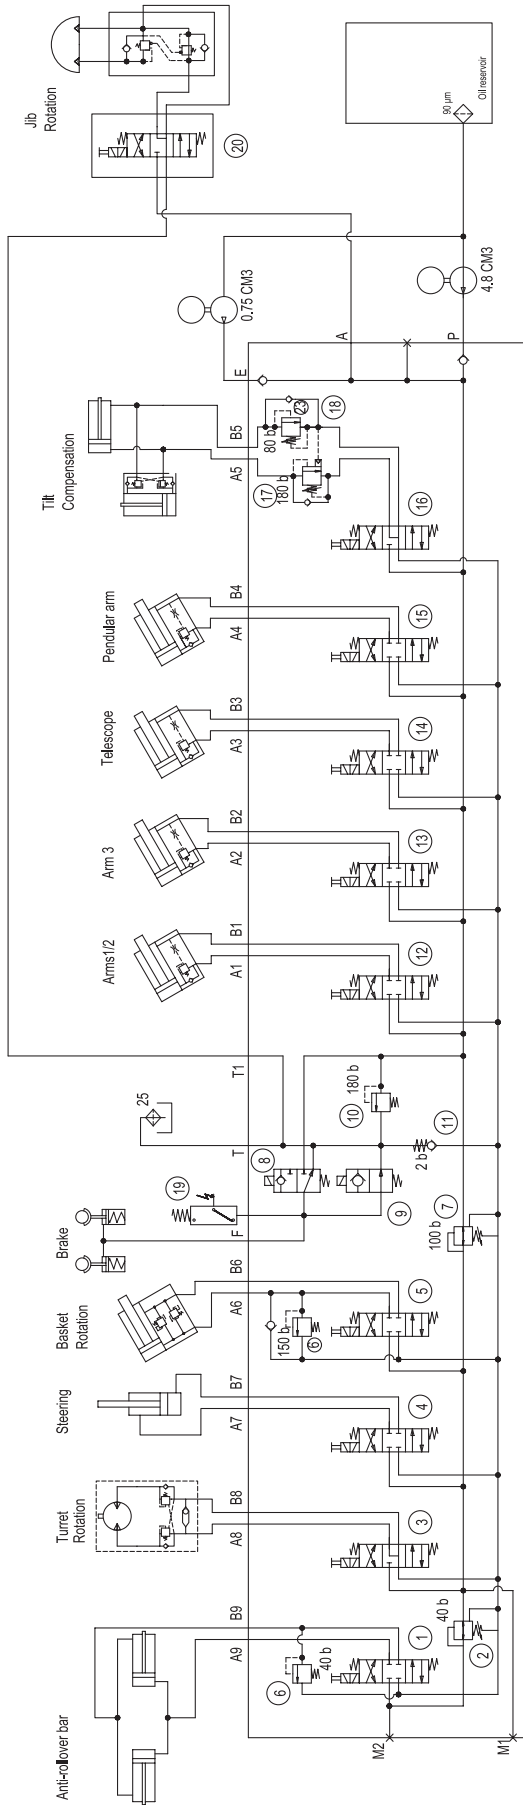 Anti-rollover bar
Turret
Rotation
Steering
Basket
Rotation
Brake
Arms1/2
Arm 3
Telescope
Pendular arm
Tilt
Compensation
Jib
Rotation
19
25
20
0.75 CM3
4.8 CM3
90 µm
Oil reservoir
A9
B9
A8
B8
A7
B7
A6
B6
F
T
T1
A1
B1
A2
B2
A3
B3
A4
B4
A5
B5
E
A
P
6
40 b
150 b
6
8
9
10
180 b
17
180 b
80 b
23
18
1
3
4
5
12
13
14
15
16
40 b
2
100 b
7
2 b
11
M2
M1